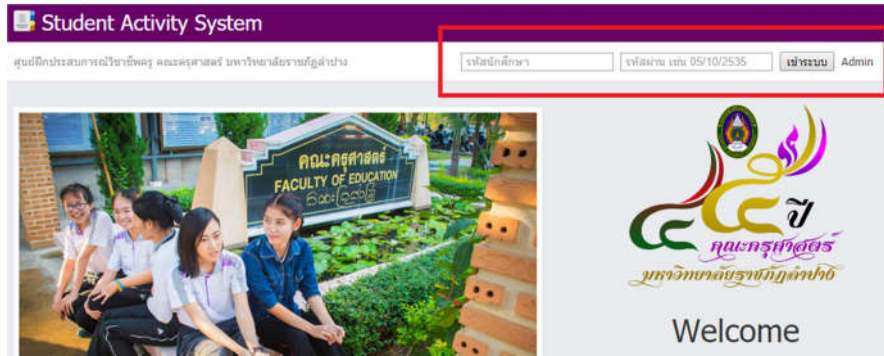 Student Activity System
ศูนย์ฝึกประสบการณ์วิชาชีพครู คณะครุศาสตร์ มหาวิทยาลัยราชภัฏลำปาง
รหัสนักศึกษา
รหัสผ่าน เช่น 05/10/2535
เข้าระบบ
Admin
คณะครุศาสตร์
FACULTY OF EDUCATION
๔๕ ปี
คณะครุศาสตร์
มหาวิทยาลัยราชภัฏลำปาง
Welcome